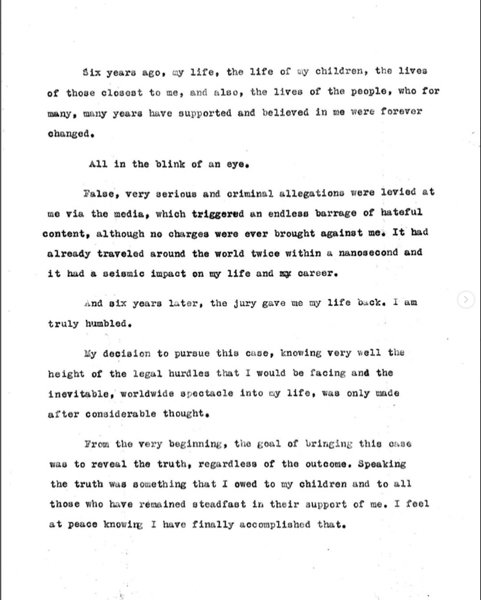 Six years ago, my life, the life of my children, the lives
of those closest to me, and also, the lives of the people, who for
many, many years have supported and believed in me were forever
changed.
All in the blink of an eye.
False, very serious and criminal allegations were levied at
me via the media, which triggered an endless barrage of hateful
content, although no charges were ever brought against me. It had
already traveled around the world twice within a nanosecond and
it had a seismic impact on my life and my career.
And six years later, the jury gave me my life back. I am
truly humbled.
My decision to pursue this case, knowing very well the
height of the legal hurdles that I would be facing and the
inevitable, worldwide spectacle into my life, was only made
after considerable thought.
From the very beginning, the goal of bringing this case
was to reveal the truth, regardless of the outcome. Speaking
the truth was something that I owed to my children and to all
those who have remained steadfast in their support of me. I feel
at peace knowing I have finally accomplished that.